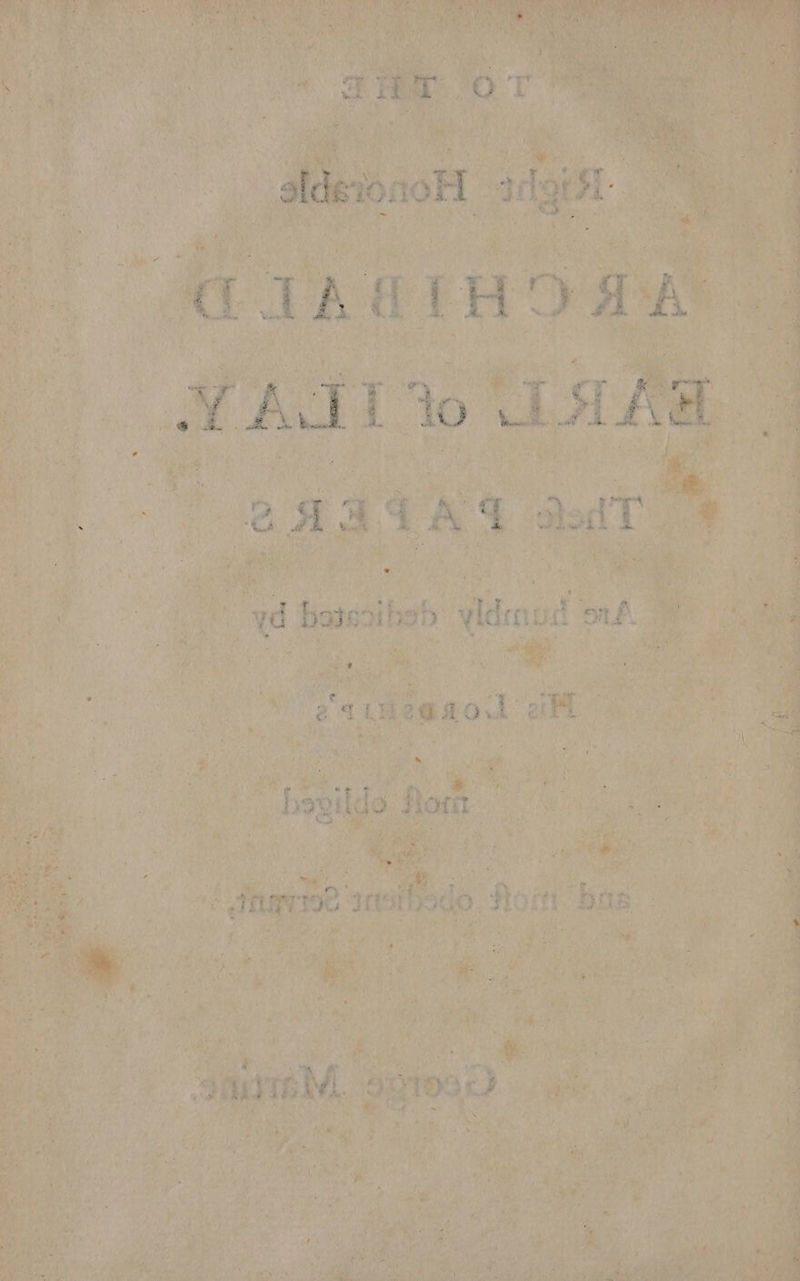 TO THE
Right Honorable
ARCHIBALD
EARL of ILAY.
These PAPERS
Are humbly dedicated by
His LORDSHIP's
most oblig'd
and most obedient Servant,
George Martine.